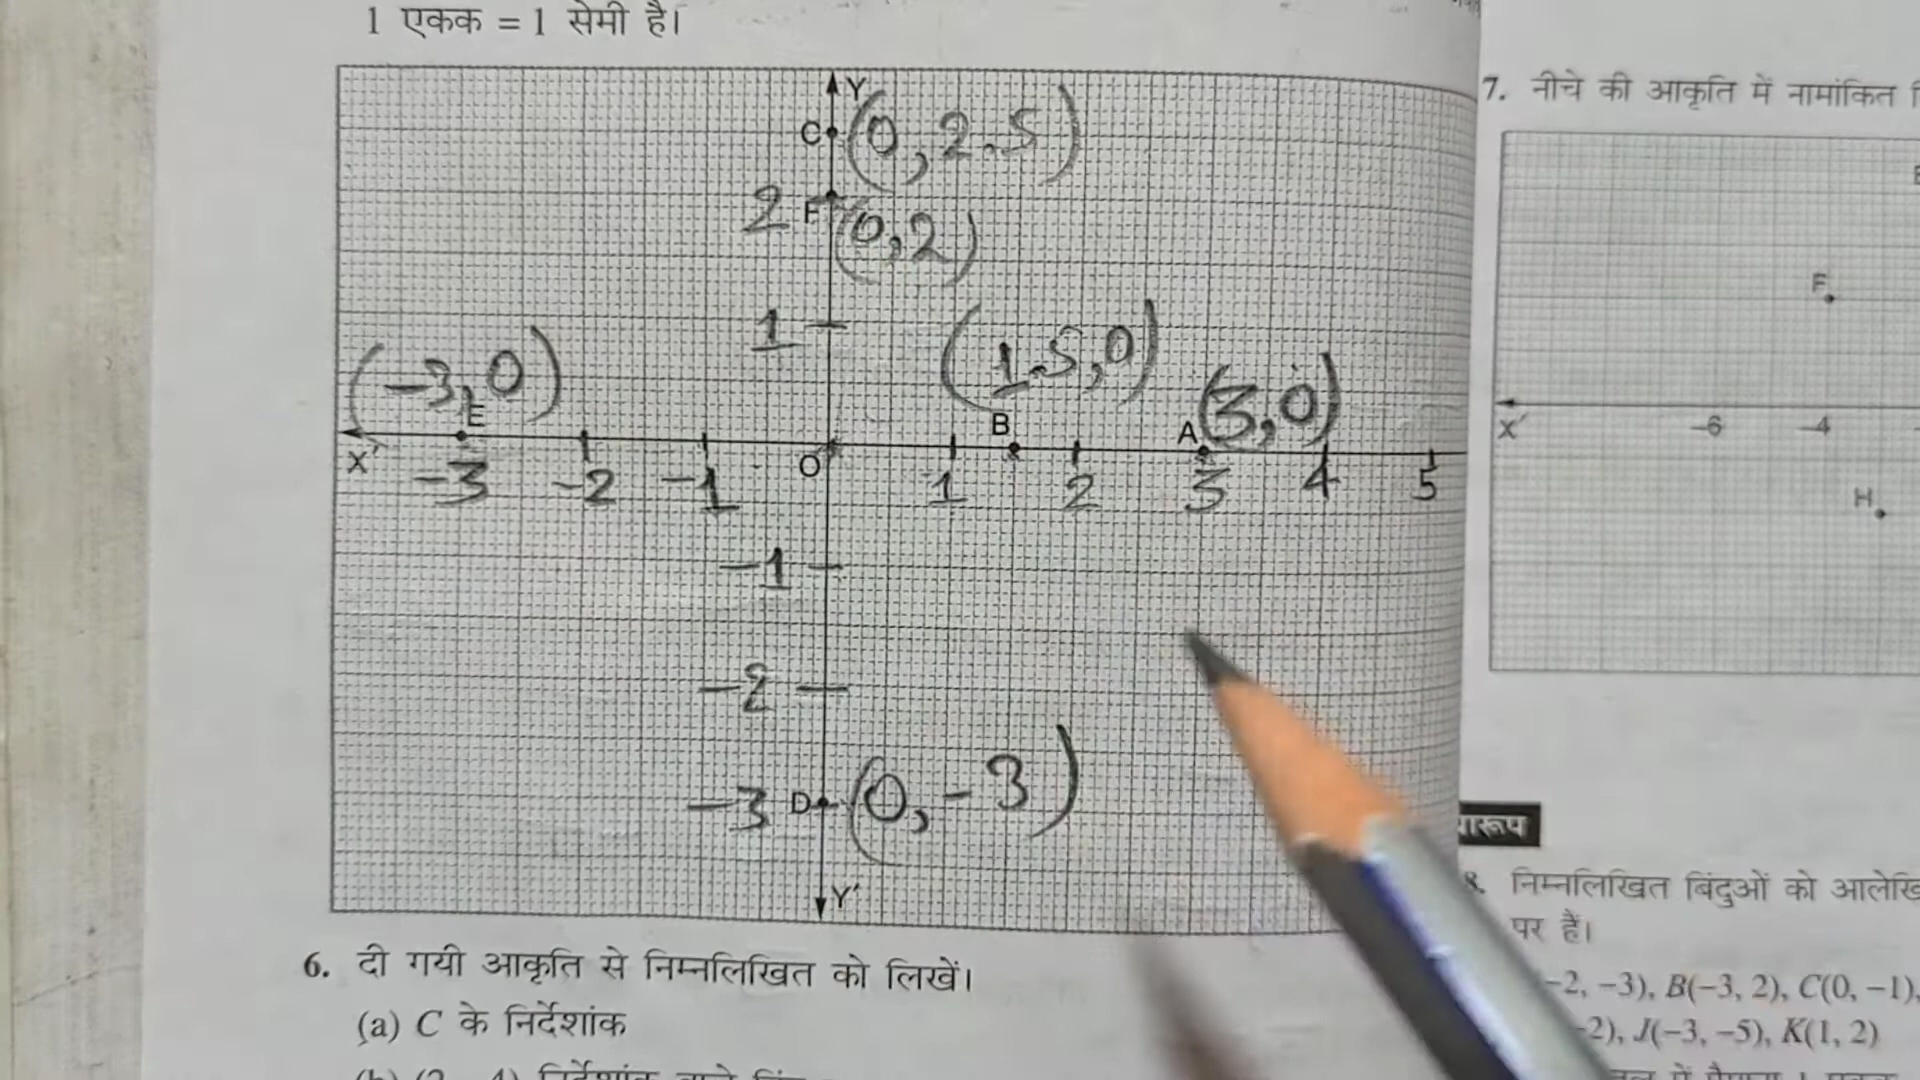 1 एकक = 1 सेमी है।
Y
C (0, 2.5)
2 F (0,2)
1
(-3,0) E
(1.5,0) B
A (3,0)
X' -3 -2 -1 O 1 2 3 4 5
-1
-2
-3 D (0,-3)
Y'
6. दी गयी आकृति से निम्नलिखित को लिखें।
(a) C के निर्देशांक
7. नीचे की आकृति में नामांकित
F
X' -6 -4
H
8. निम्नलिखित बिंदुओं को
पर हैं।
-2, -3), B(-3, 2), C(0, -1),
-2), J(-3, -5), K(1, 2)